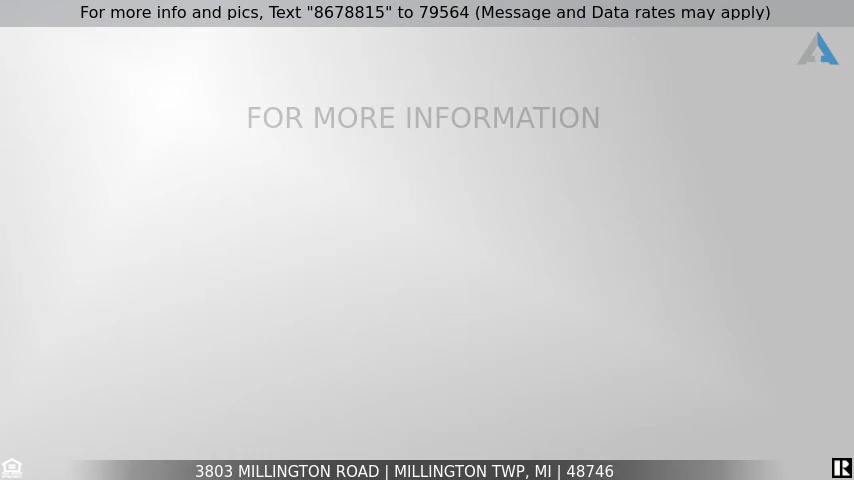 For more info and pics, Text "8678815" to 79564 (Message and Data rates may apply)
FOR MORE INFORMATION
3803 MILLINGTON ROAD | MILLINGTON TWP, MI | 48746